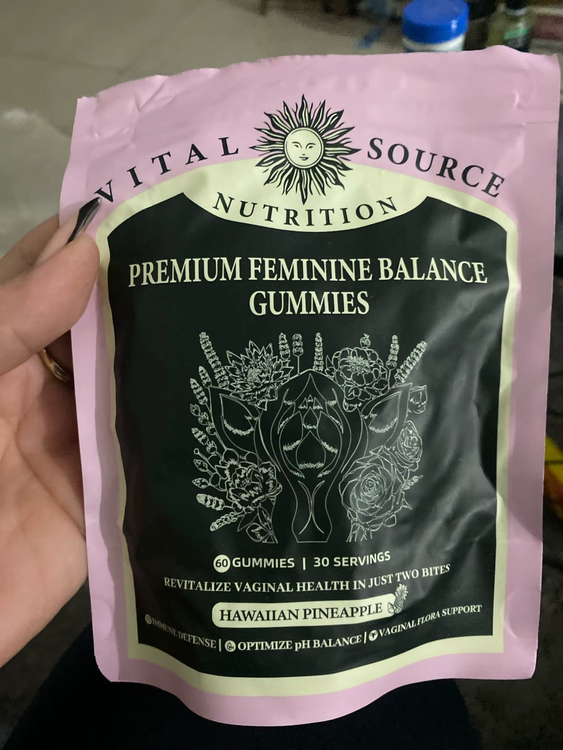 VITAL SOURCE
NUTRITION
PREMIUM FEMININE BALANCE
GUMMIES
60 GUMMIES | 30 SERVINGS
REVITALIZE VAGINAL HEALTH IN JUST TWO BITES
HAWAIIAN PINEAPPLE
IMMUNE DEFENSE | OPTIMIZE pH BALANCE | VAGINAL FLORA SUPPORT